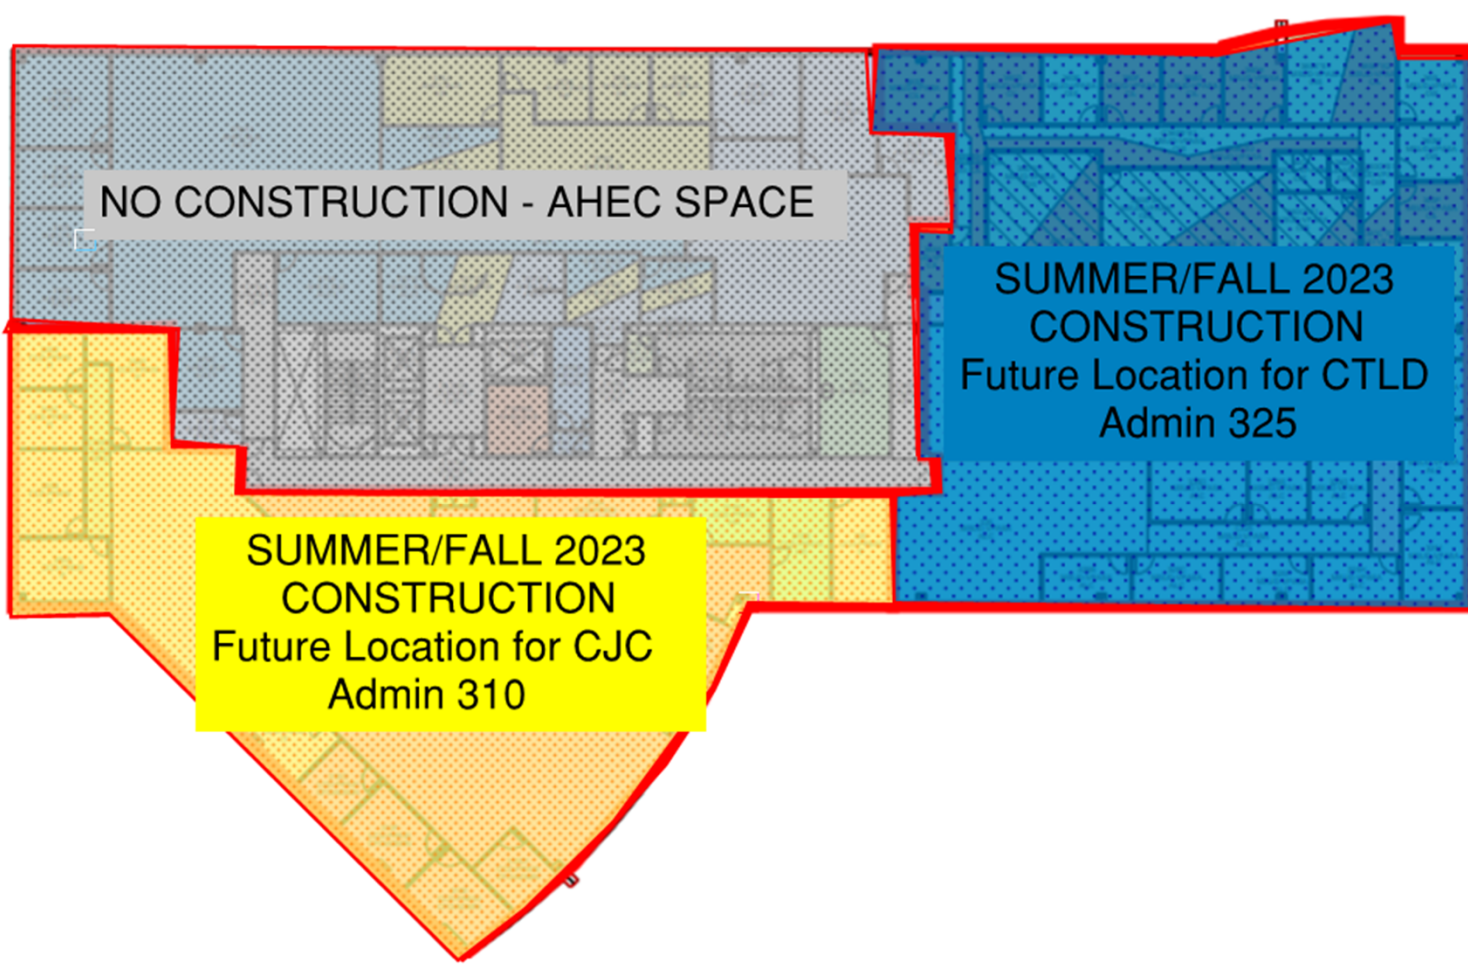 NO CONSTRUCTION - AHEC SPACE
SUMMER/FALL 2023
CONSTRUCTION
Future Location for CTLD
Admin 325
SUMMER/FALL 2023
CONSTRUCTION
Future Location for CJC
Admin 310